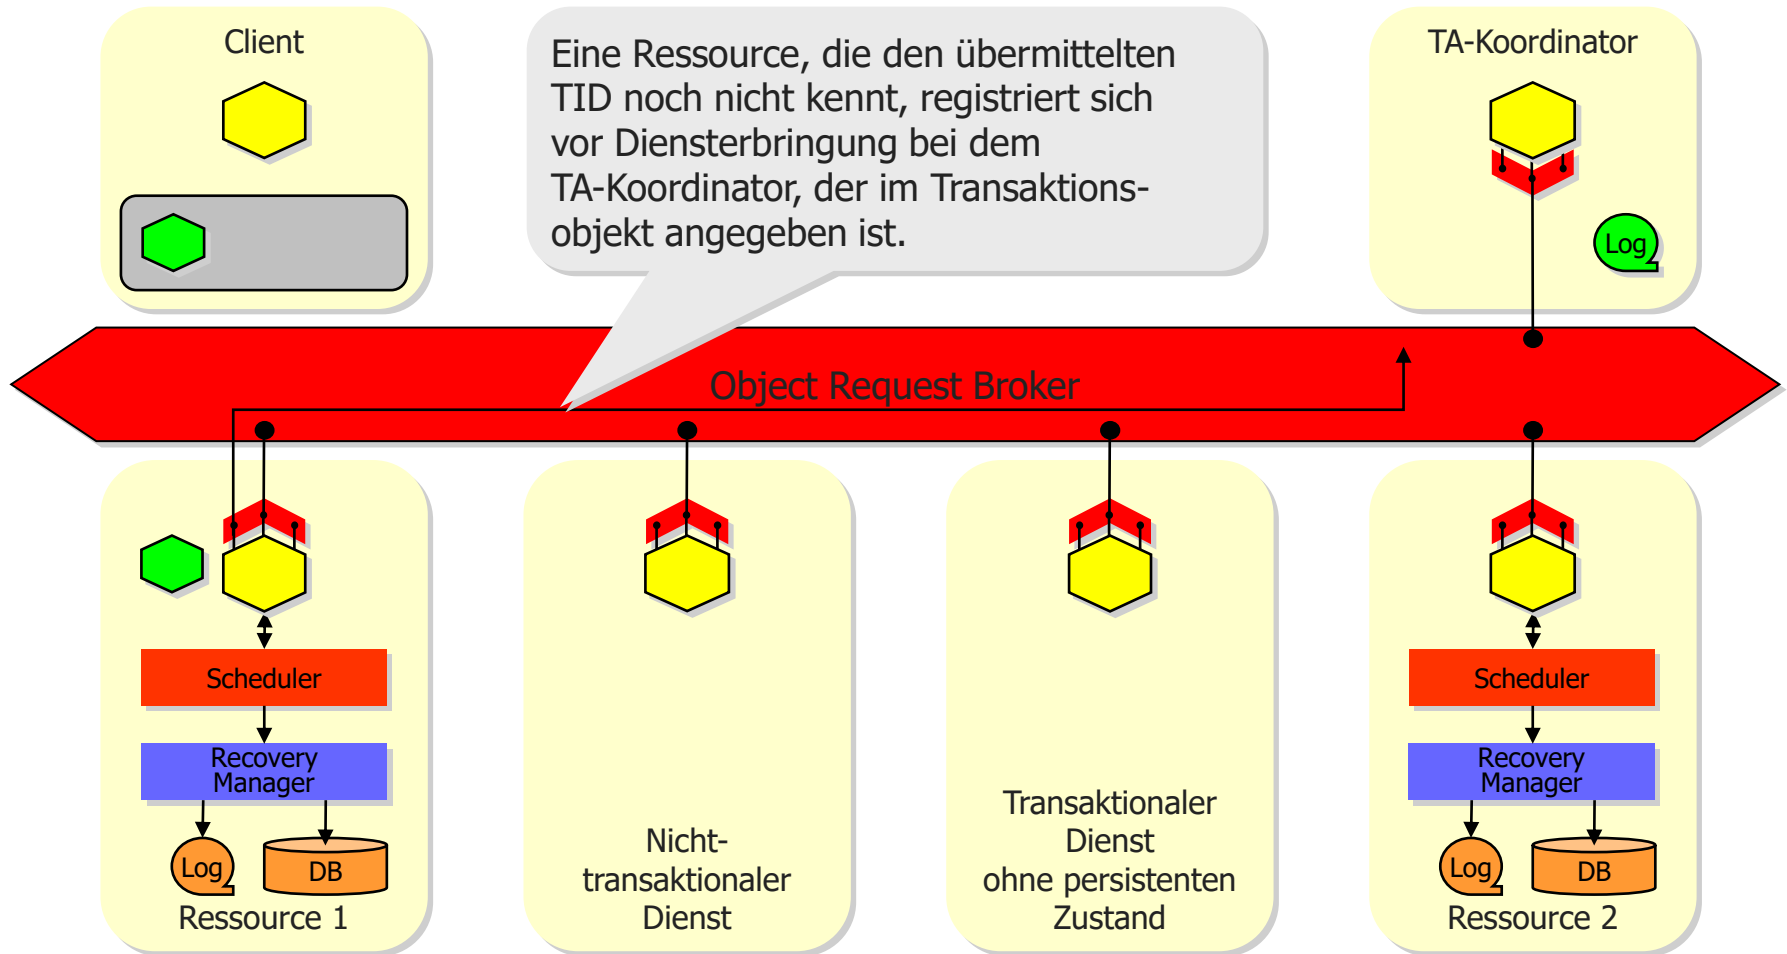 Client
Eine Ressource, die den übermittelten
TID noch nicht kennt, registriert sich
vor Diensterbringung bei dem
TA-Koordinator, der im Transaktions-
objekt angegeben ist.
TA-Koordinator
Log
Object Request Broker
Scheduler
Recovery
Manager
Log
DB
Ressource 1
Nicht-
transaktionaler
Dienst
Transaktionaler
Dienst
ohne persistenten
Zustand
Scheduler
Recovery
Manager
Log
DB
Ressource 2